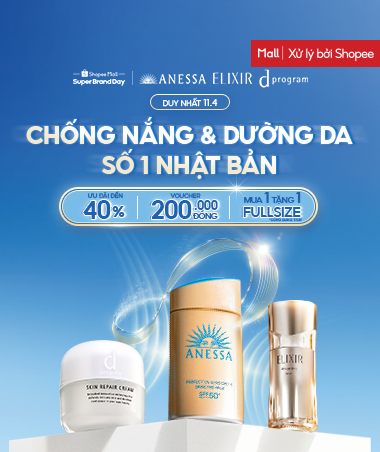 Mall | Xử lý bởi Shopee
Shopee Mall
Super Brand Day
ANESSA ELIXIR d program
DUY NHẤT 11.4
CHỐNG NẮNG & DƯỠNG DA
SỐ 1 NHẬT BẢN
ƯU ĐÃI ĐẾN
40%
VOUCHER
200.000
ĐỒNG
MUA 1 TẶNG 1
FULLSIZE
d
SKIN REPAIR CREAM
ANESSA
SPF50+
ELIXIR